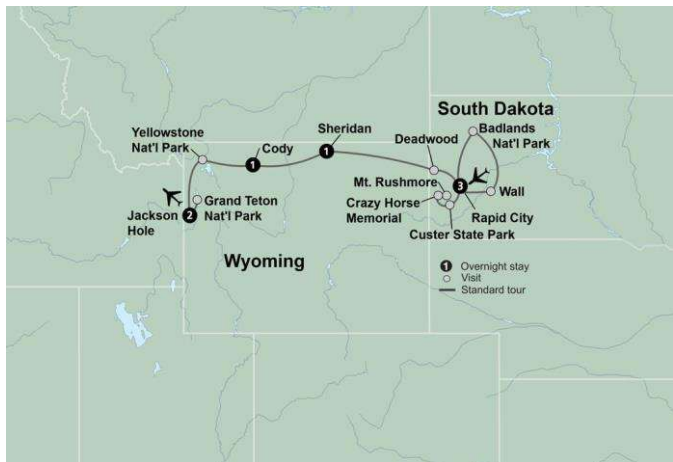 South Dakota
Sheridan
Badlands
Nat'l Park
Yellowstone
Nat'l Park
Deadwood
Cody
1
1
Mt. Rushmore
3
Wall
Grand Teton
Nat'l Park
Crazy Horse
Memorial
Rapid City
Jackson
Hole
2
Custer State Park
Wyoming
1 Overnight stay
Visit
Standard tour